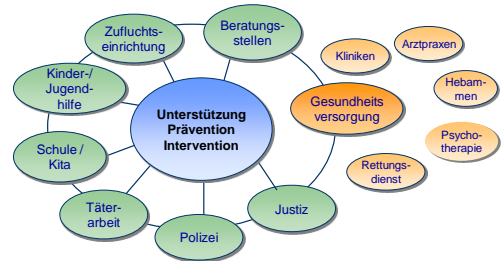 Zufluchts-
einrichtung
Beratungs-
stellen
Kliniken
Arztpraxen
Kinder-/
Jugend-
hilfe
Unterstützung
Prävention
Intervention
Gesundheits
versorgung
Hebam-
men
Psycho-
therapie
Schule /
Kita
Rettungs-
dienst
Täter-
arbeit
Polizei
Justiz